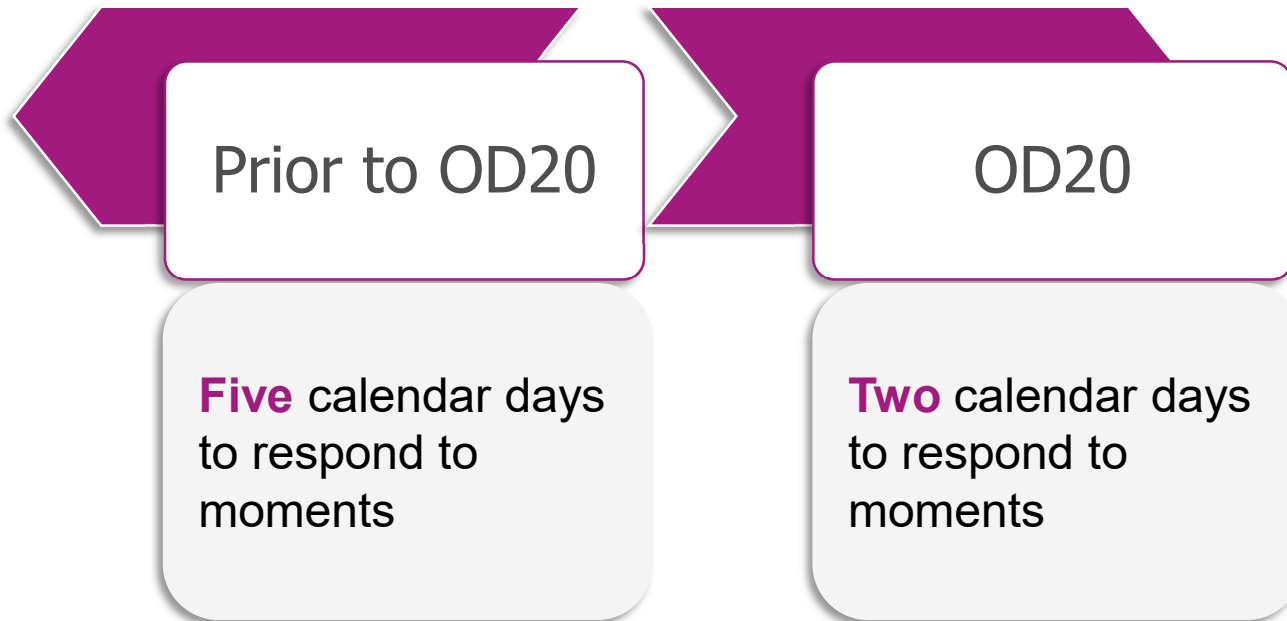 Prior to OD20
Five calendar days
to respond to
moments
OD20
Two calendar days
to respond to
moments